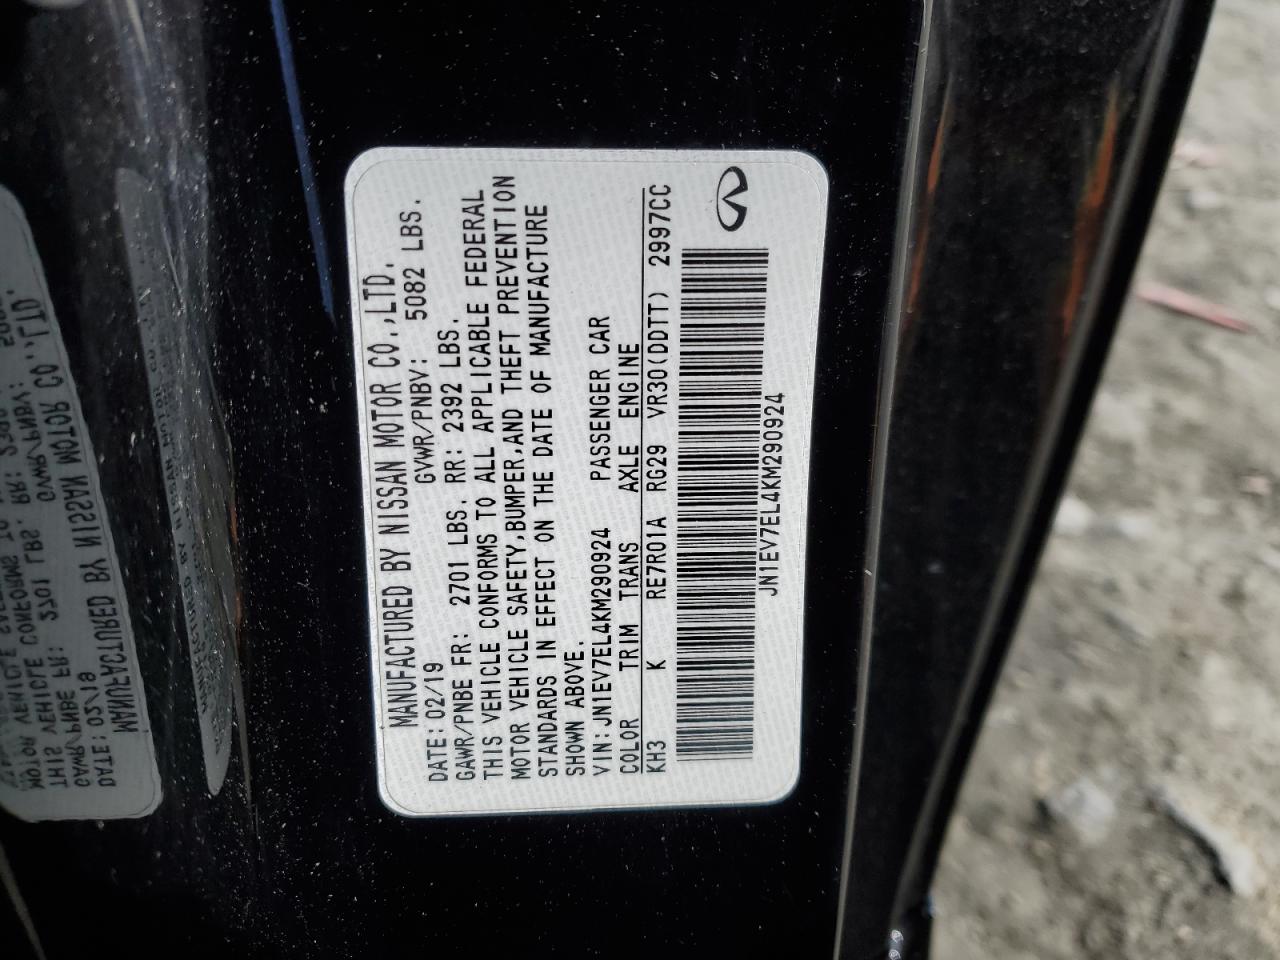 MANUFACTURED BY NISSAN MOTOR CO.,LTD.
DATE: 02/19 GVWR/PNBV: 5082 LBS.
GAWR/PNBE FR: 2701 LBS. RR: 2392 LBS.
THIS VEHICLE CONFORMS TO ALL APPLICABLE FEDERAL
MOTOR VEHICLE SAFETY,BUMPER,AND THEFT PREVENTION
STANDARDS IN EFFECT ON THE DATE OF MANUFACTURE
SHOWN ABOVE.
VIN:JN1EV7EL4KM290924 PASSENGER CAR
COLOR TRIM TRANS AXLE ENGINE
KH3 K RE7R01A RG29 VR30(DDTT) 2997CC
JN1EV7EL4KM290924